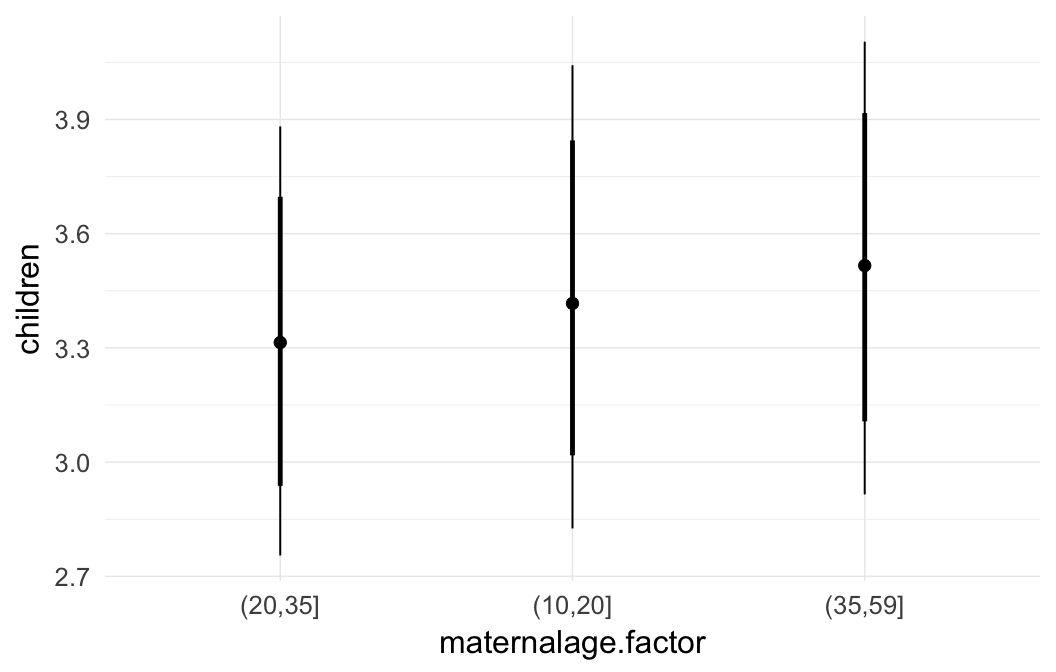 children
3.9
3.6
3.3
3.0
2.7
(20,35] (10,20] (35,59]
maternalage.factor